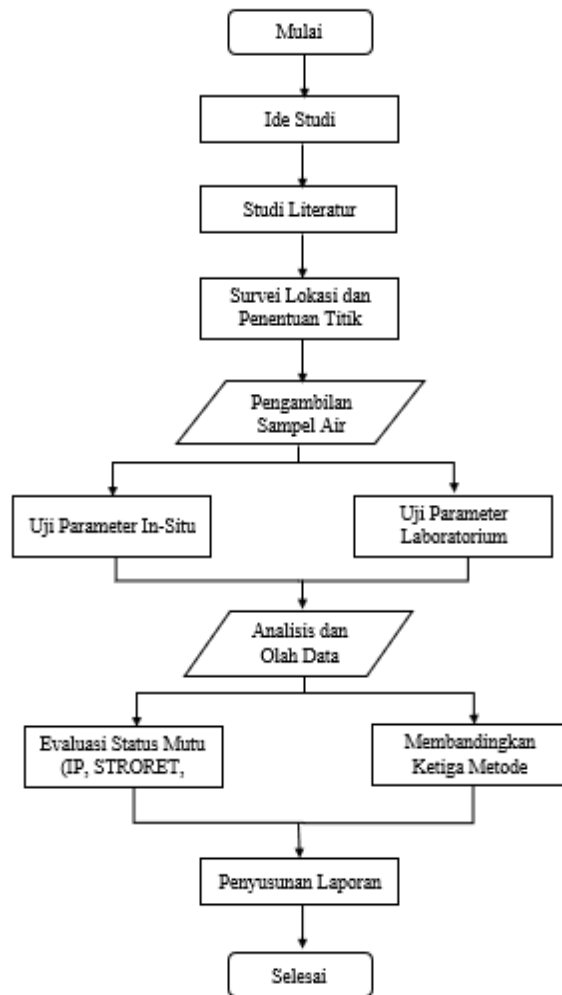 Mulai
Ide Studi
Studi Literatur
Survei Lokasi dan
Penentuan Titik
Pengambilan
Sampel Air
Uji Parameter In-Situ
Uji Parameter
Laboratorium
Analisis dan
Olah Data
Evaluasi Status Mutu
(IP, STRORET,
Membandingkan
Ketiga Metode
Penyusunan Laporan
Selesai